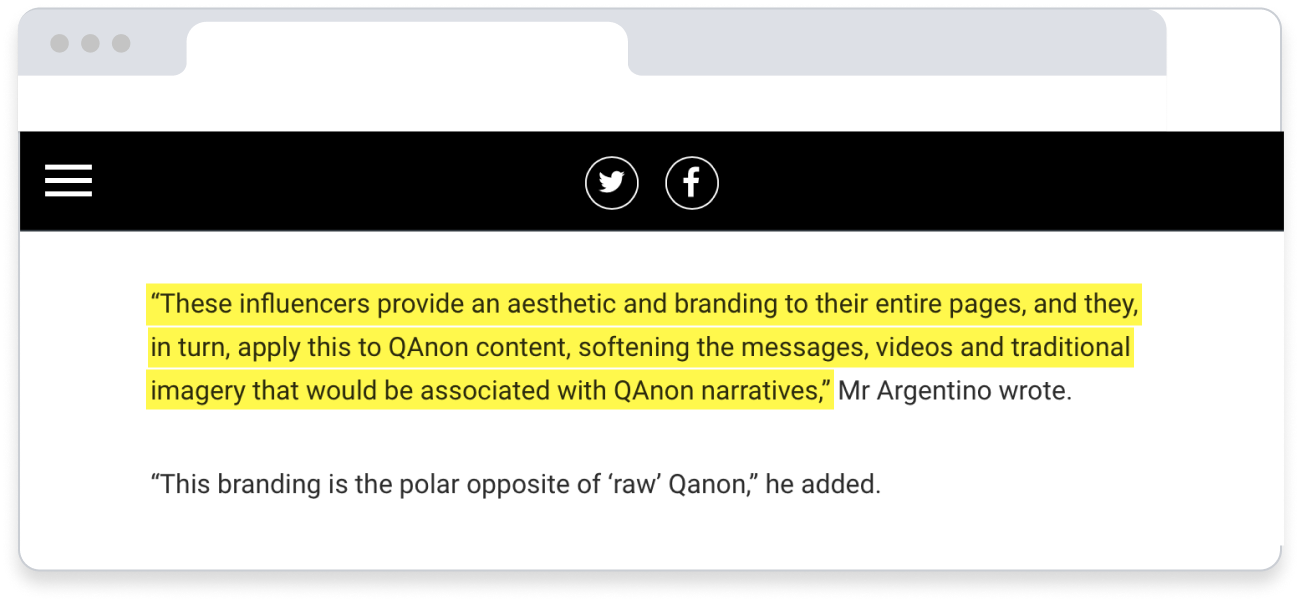 “These influencers provide an aesthetic and branding to their entire pages, and they,
in turn, apply this to QAnon content, softening the messages, videos and traditional
imagery that would be associated with QAnon narratives,” Mr Argentino wrote.
“This branding is the polar opposite of ‘raw’ Qanon,” he added.